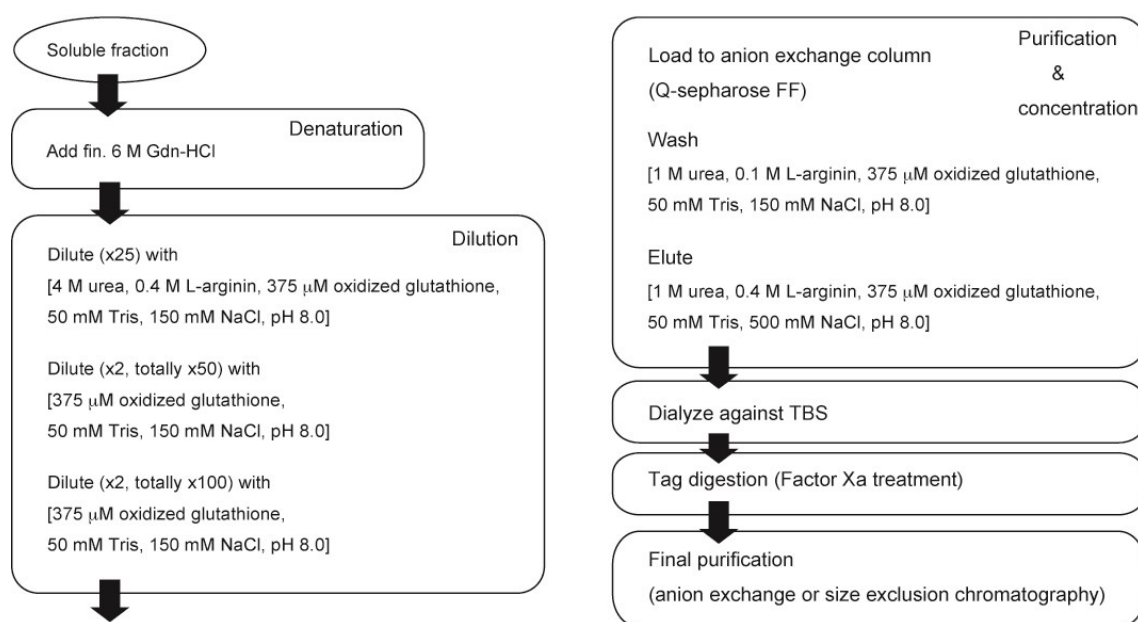 Soluble fraction
Denaturation
Add fin. 6 M Gdn-HCl
Dilution
Dilute (x25) with
[4 M urea, 0.4 M L-arginin, 375 μM oxidized glutathione,
50 mM Tris, 150 mM NaCl, pH 8.0]
Dilute (x2, totally x50) with
[375 μM oxidized glutathione,
50 mM Tris, 150 mM NaCl, pH 8.0]
Dilute (x2, totally x100) with
[375 μM oxidized glutathione,
50 mM Tris, 150 mM NaCl, pH 8.0]
Purification
&
concentration
Load to anion exchange column
(Q-sepharose FF)
Wash
[1 M urea, 0.1 M L-arginin, 375 μM oxidized glutathione,
50 mM Tris, 150 mM NaCl, pH 8.0]
Elute
[1 M urea, 0.4 M L-arginin, 375 μM oxidized glutathione,
50 mM Tris, 500 mM NaCl, pH 8.0]
Dialyze against TBS
Tag digestion (Factor Xa treatment)
Final purification
(anion exchange or size exclusion chromatography)